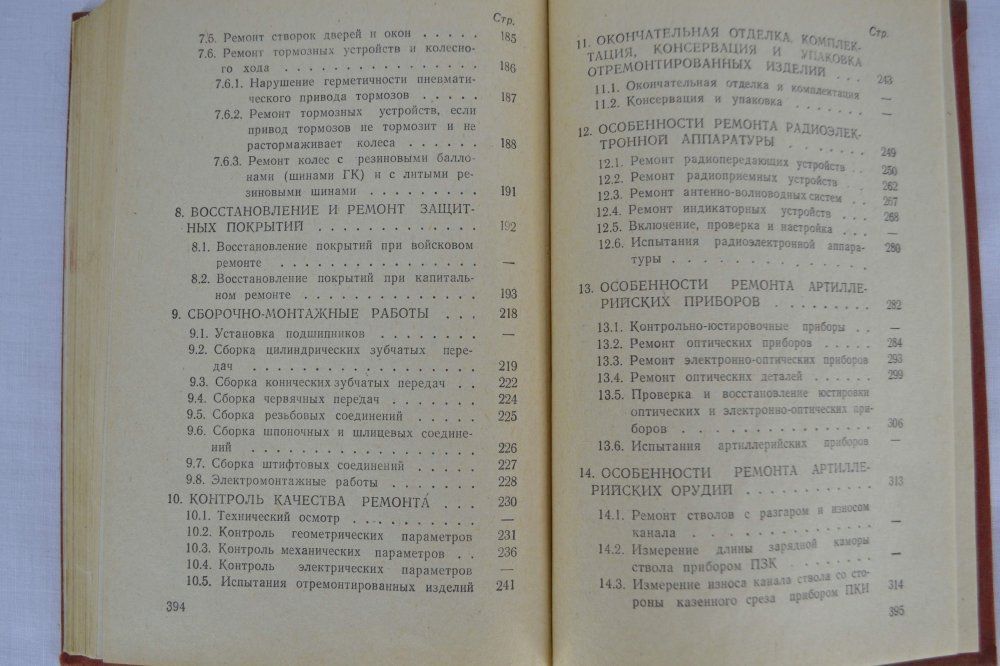 Стр.
7.5. Ремонт створок дверей и окон . . . . 185
7.6. Ремонт тормозных устройств и колесно-
го хода . . . . . . . . . . . . 186
7.6.1. Нарушение герметичности пневмати-
ческого привода тормозов . . . . . 187
7.6.2. Ремонт тормозных устройств, если
привод тормозов не тормозит и не
растормаживает колеса . . . . . . 188
7.6.3. Ремонт колес с резиновыми балло-
нами (шинами ГК) и с литыми ре-
зиновыми шинами . . . . . . . . 191
8. ВОССТАНОВЛЕНИЕ И РЕМОНТ ЗАЩИТ-
НЫХ ПОКРЫТИЙ . . . . . . . . . . 192
8.1. Восстановление покрытий при войсковом
ремонте . . . . . . . . . . . . . —
8.2. Восстановление покрытий при капиталь-
ном ремонте . . . . . . . . . . . . 193
9. СБОРОЧНО-МОНТАЖНЫЕ РАБОТЫ . . . 218
9.1. Установка подшипников . . . . . . . —
9.2. Сборка цилиндрических зубчатых пере-
дач . . . . . . . . . . . . . . . 219
9.3. Сборка конических зубчатых передач . . 222
9.4. Сборка червячных передач . . . . . . 224
9.5. Сборка резьбовых соединений . . . . . 225
9.6. Сборка шпоночных и шлицевых соедине-
ний . . . . . . . . . . . . . . . 226
9.7. Сборка штифтовых соединений . . . . . 227
9.8. Электромонтажные работы . . . . . . 228
10. КОНТРОЛЬ КАЧЕСТВА РЕМОНТА . . . 230
10.1. Технический осмотр . . . . . . . . —
10.2. Контроль геометрических параметров 231
10.3. Контроль механических параметров . . 236
10.4. Контроль электрических параметров —
10.5. Испытания отремонтированных изделий 241
394
Стр.
11. ОКОНЧАТЕЛЬНАЯ ОТДЕЛКА, КОМПЛЕК-
ТАЦИЯ, КОНСЕРВАЦИЯ И УПАКОВКА
ОТРЕМОНТИРОВАННЫХ ИЗДЕЛИЙ . . . 243
11.1. Окончательная отделка и комплектация —
11.2. Консервация и упаковка . . . . . . —
12. ОСОБЕННОСТИ РЕМОНТА РАДИОЭЛЕК-
ТРОННОЙ АППАРАТУРЫ . . . . . . . 249
12.1. Ремонт радиопередающих устройств . . 250
12.2. Ремонт радиоприемных устройств . . 262
12.3. Ремонт антенно-волноводных систем . . 267
12.4. Ремонт индикаторных устройств . . 268
12.5. Включение, проверка и настройка . . . —
12.6. Испытания радиоэлектронной аппара- 280
туры . . . . . . . . . . . . .
13. ОСОБЕННОСТИ РЕМОНТА АРТИЛЛЕ-
РИЙСКИХ ПРИБОРОВ . . . . . . . . 282
13.1. Контрольно-юстировочные приборы . . —
13.2. Ремонт оптических приборов . . . . 284
13.3. Ремонт электронно-оптических приборов 293
13.4. Ремонт оптических деталей . . . . . 299
13.5. Проверка и восстановление юстировки
оптических и электронно-оптических при-
боров . . . . . . . . . . . . . 306
13.6. Испытания артиллерийских приборов —
14. ОСОБЕННОСТИ РЕМОНТА АРТИЛЛЕ-
РИЙСКИХ ОРУДИЙ . . . . . . . . . 313
14.1. Ремонт стволов с разгаром и износом
канала . . . . . . . . . . . . . —
14.2. Измерение длины зарядной каморы
ствола прибором ПЗК . . . . . . . —
14.3. Измерение износа канала ствола со сто-
роны казенного среза прибором ПКИ 314
395